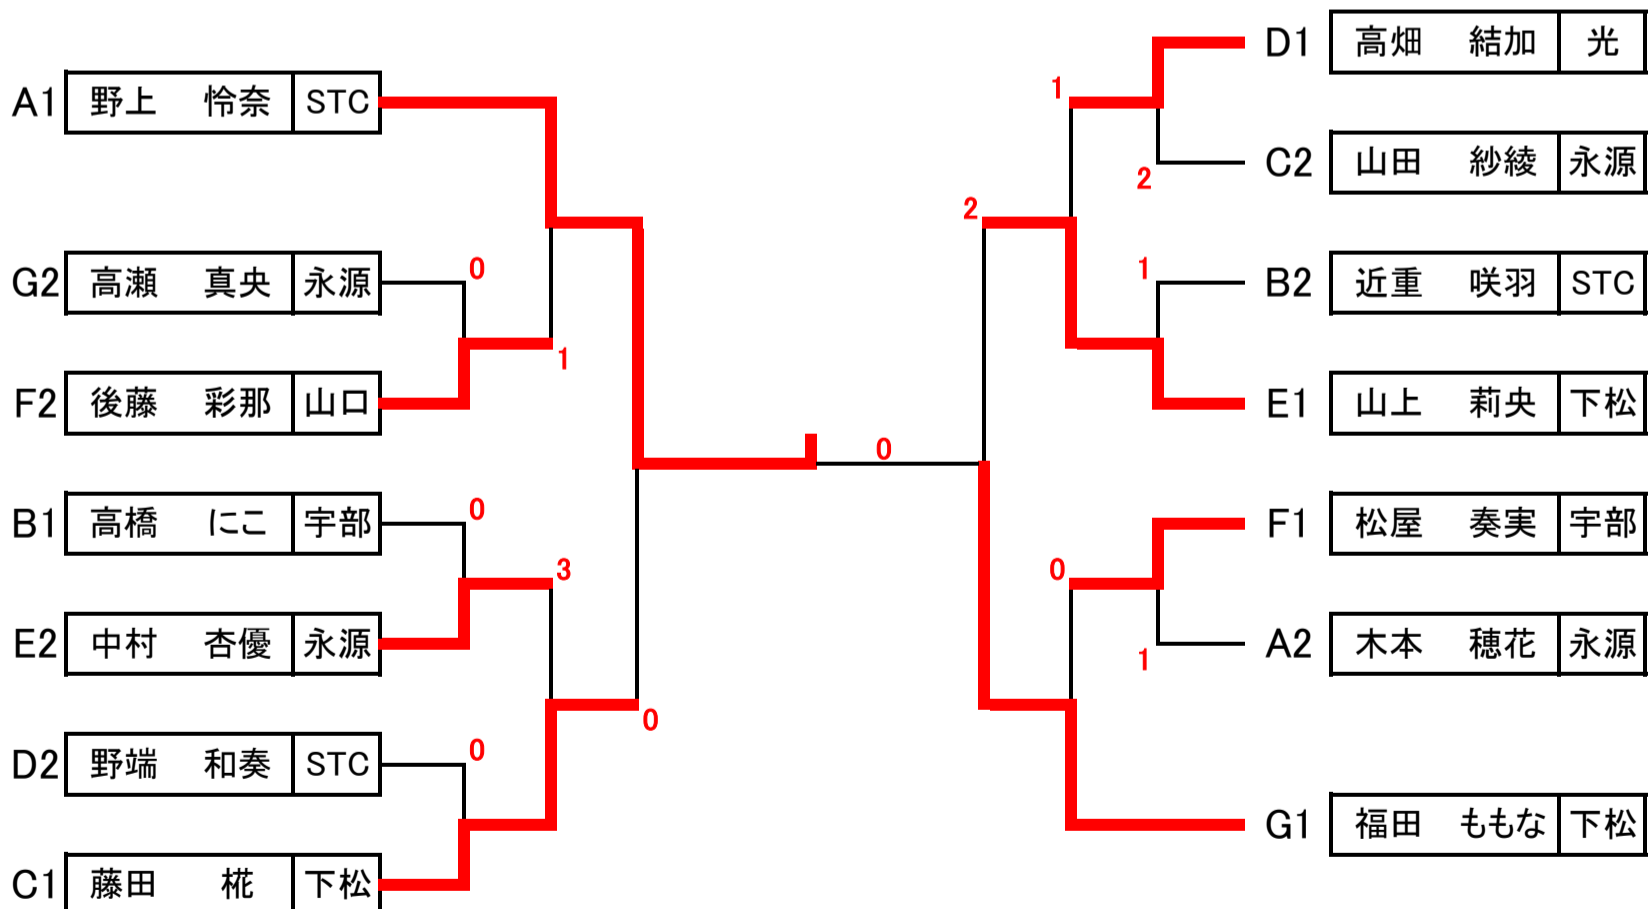 D1 高畑 結加 光
A1 野上 怜奈 STC
1
C2 山田 紗綾 永源
2
2
G2 高瀬 真央 永源
0
1
B2 近重 咲羽 STC
1
F2 後藤 彩那 山口
E1 山上 莉央 下松
0
B1 高橋 にこ 宇部
0
F1 松屋 奏実 宇部
3
0
E2 中村 杏優 永源
A2 木本 穂花 永源
1
0
D2 野端 和奏 STC
0
G1 福田 ももな 下松
C1 藤田 椛 下松